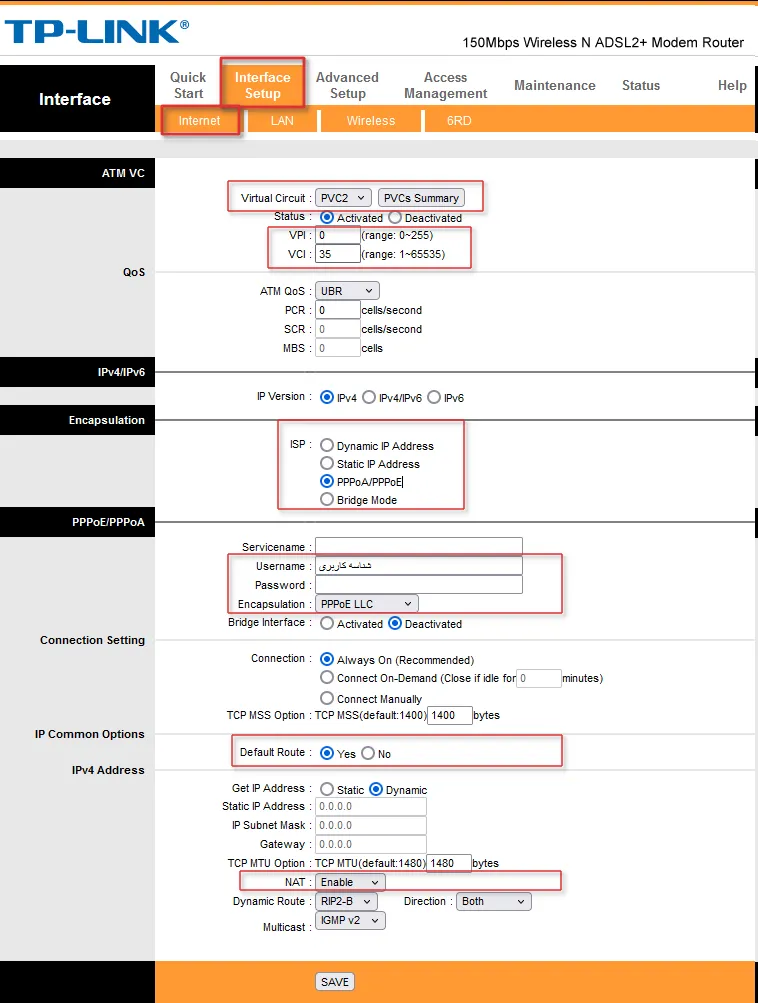 TP-LINK®
150Mbps Wireless N ADSL2+ Modem Router
Interface
Quick Start
Interface Setup
Advanced Setup
Access Management
Maintenance
Status
Help
Internet
LAN
Wireless
6RD
ATM VC
Virtual Circuit : PVC2 PVCs Summary
Status : Activated Deactivated
VPI : 0 (range: 0~255)
VCI : 35 (range: 1~65535)
QoS
ATM QoS : UBR
PCR : 0 cells/second
SCR : 0 cells/second
MBS : 0 cells
IPv4/IPv6
IP Version : IPv4 IPv4/IPv6 IPv6
Encapsulation
ISP : Dynamic IP Address
Static IP Address
PPPoA/PPPoE
Bridge Mode
PPPoE/PPPoA
Servicename :
Username : شناسه کاربری
Password :
Encapsulation : PPPoE LLC
Bridge Interface : Activated Deactivated
Connection Setting
Connection : Always On (Recommended)
Connect On-Demand (Close if idle for 0 minutes)
Connect Manually
TCP MSS Option : TCP MSS(default:1400) 1400 bytes
IP Common Options
Default Route : Yes No
IPv4 Address
Get IP Address : Static Dynamic
Static IP Address : 0.0.0.0
IP Subnet Mask : 0.0.0.0
Gateway : 0.0.0.0
TCP MTU Option : TCP MTU(default:1480) 1480 bytes
NAT : Enable
Dynamic Route : RIP2-B Direction : Both
Multicast : IGMP v2
SAVE